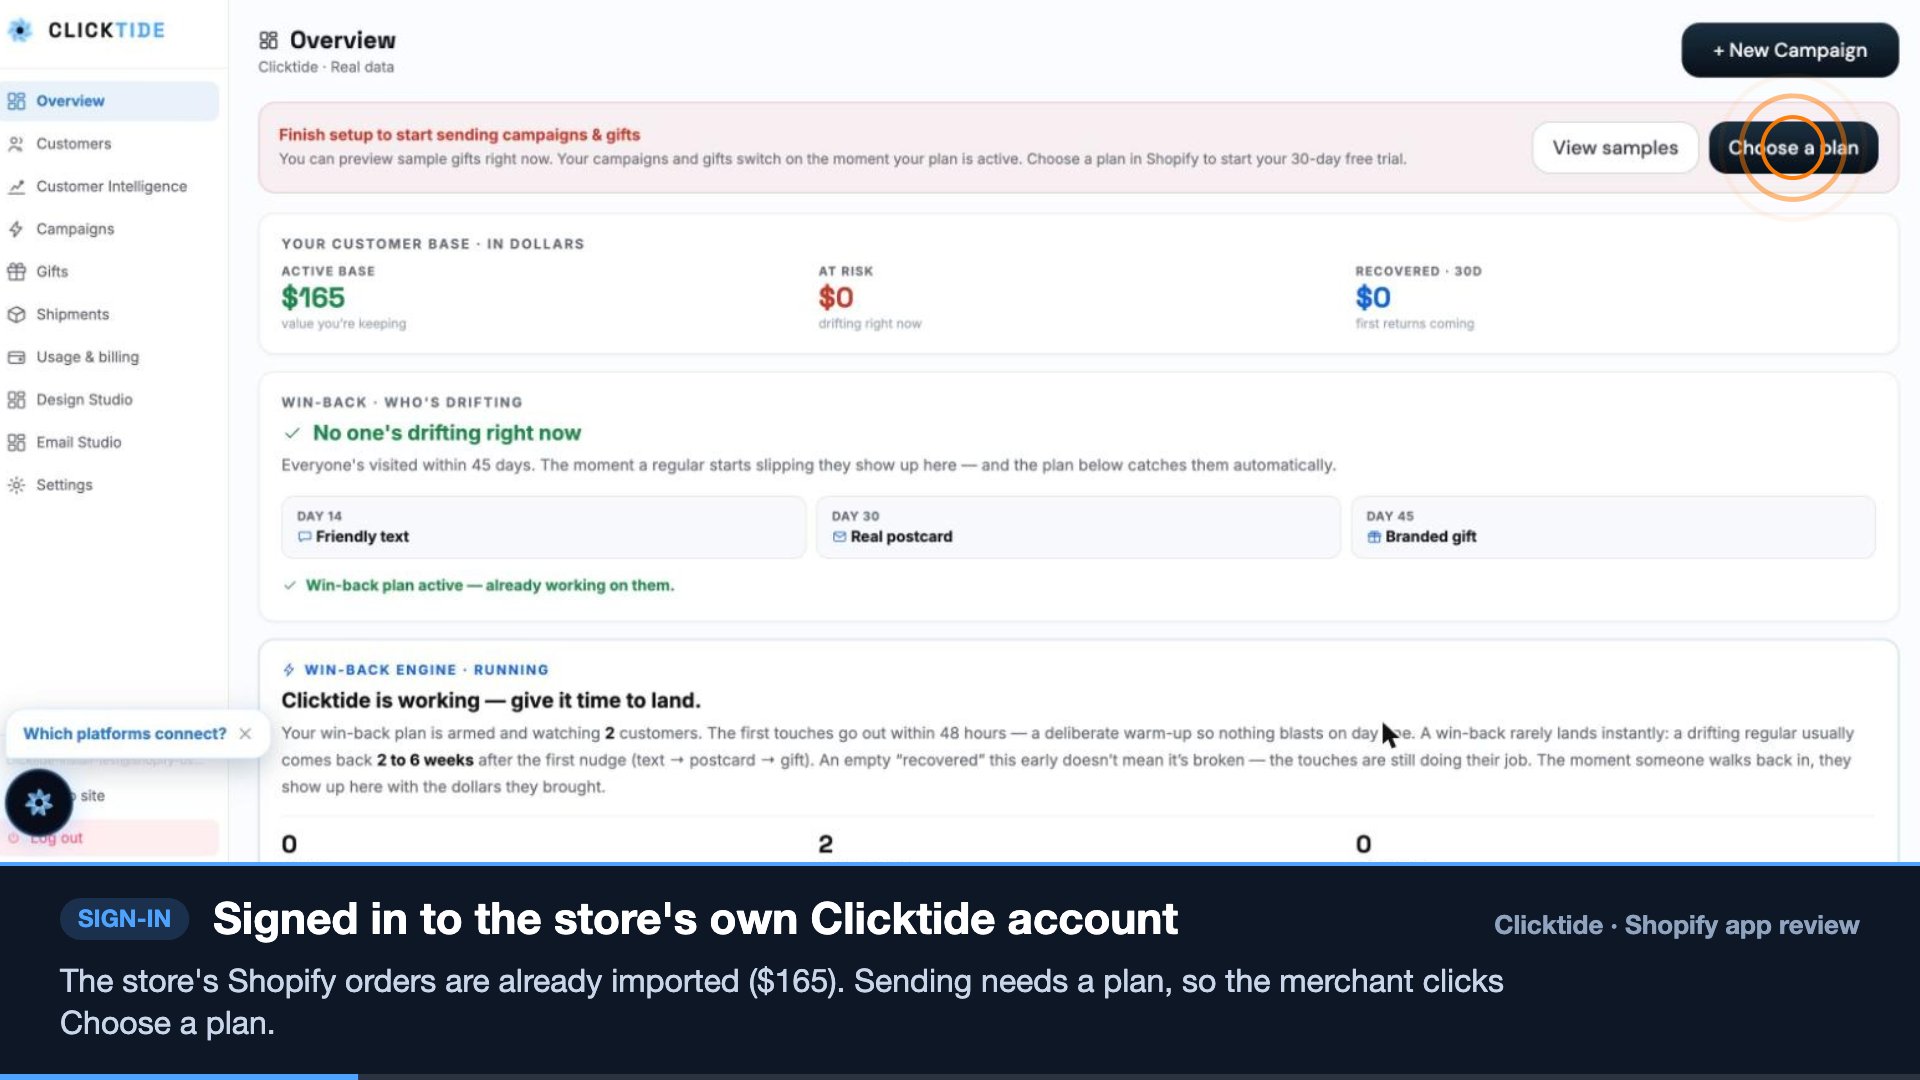 CLICKTIDE
Overview
Customers
Customer Intelligence
Campaigns
Gifts
Shipments
Usage & billing
Design Studio
Email Studio
Settings
Which platforms connect?
site
Log out
Overview
Clicktide · Real data
+ New Campaign
Finish setup to start sending campaigns & gifts
You can preview sample gifts right now. Your campaigns and gifts switch on the moment your plan is active. Choose a plan in Shopify to start your 30-day free trial.
View samples
Choose a plan
YOUR CUSTOMER BASE · IN DOLLARS
ACTIVE BASE
$165
value you're keeping
AT RISK
$0
drifting right now
RECOVERED · 30D
$0
first returns coming
WIN-BACK · WHO'S DRIFTING
No one's drifting right now
Everyone's visited within 45 days. The moment a regular starts slipping they show up here — and the plan below catches them automatically.
DAY 14
Friendly text
DAY 30
Real postcard
DAY 45
Branded gift
Win-back plan active — already working on them.
WIN-BACK ENGINE · RUNNING
Clicktide is working — give it time to land.
Your win-back plan is armed and watching 2 customers. The first touches go out within 48 hours — a deliberate warm-up so nothing blasts on day A win-back rarely lands instantly: a drifting regular usually
comes back 2 to 6 weeks after the first nudge (text → postcard → gift). An empty “recovered” this early doesn't mean it's broken — the touches are still doing their job. The moment someone walks back in, they
show up here with the dollars they brought.
0
2
0
SIGN-IN
Signed in to the store's own Clicktide account
Clicktide · Shopify app review
The store's Shopify orders are already imported ($165). Sending needs a plan, so the merchant clicks
Choose a plan.